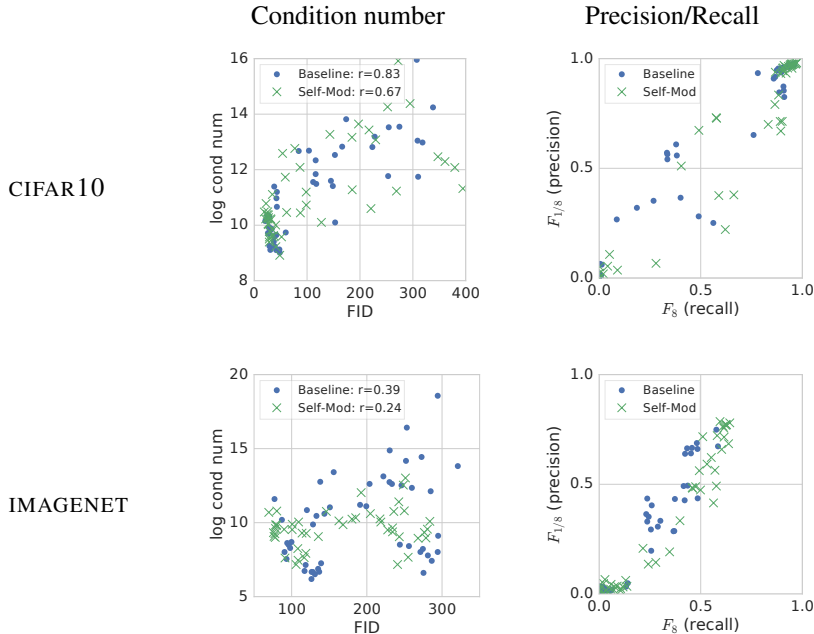 Condition number
Precision/Recall
CIFAR10
16
14
12
10
8
log cond num
Baseline: r=0.83
Self-Mod: r=0.67
0 100 200 300 400
FID
1.0
0.5
0.0
F1/8 (precision)
Baseline
Self-Mod
0.0 0.5 1.0
F8 (recall)
IMAGENET
20
15
10
5
log cond num
Baseline: r=0.39
Self-Mod: r=0.24
100 200 300
FID
1.0
0.5
0.0
F1/8 (precision)
Baseline
Self-Mod
0.0 0.5 1.0
F8 (recall)